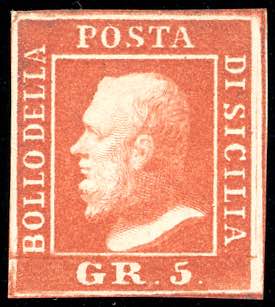 BOLLO DELLA
POSTA
DI SICILIA
GR. 5.